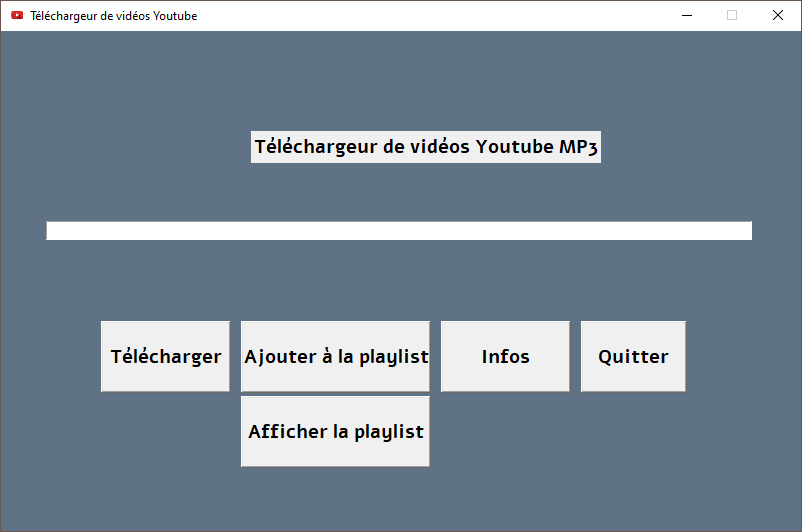 Téléchargeur de vidéos Youtube
Téléchargeur de vidéos Youtube MP3
Télécharger
Ajouter à la playlist
Infos
Quitter
Afficher la playlist